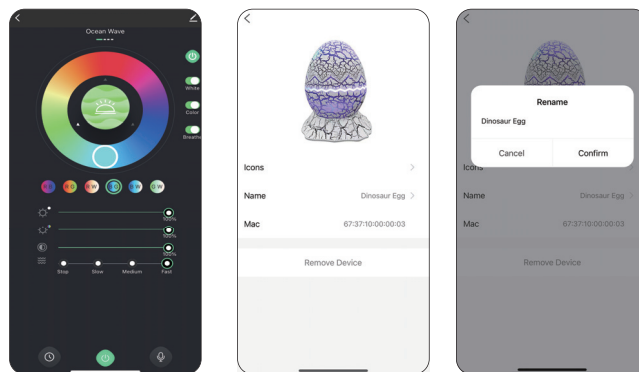 Ocean Wave
White
Color
Breathe
R G
R W
B W
G W
100%
100%
100%
Stop
Slow
Medium
Fast
Icons
Name
Dinosaur Egg
Mac
67:37:10:00:00:03
Remove Device
Rename
Dinosaur Egg
Cancel
Confirm
Icons
Name
Dinosaur Egg
Mac
67:37:10:00:00:03
Remove Device